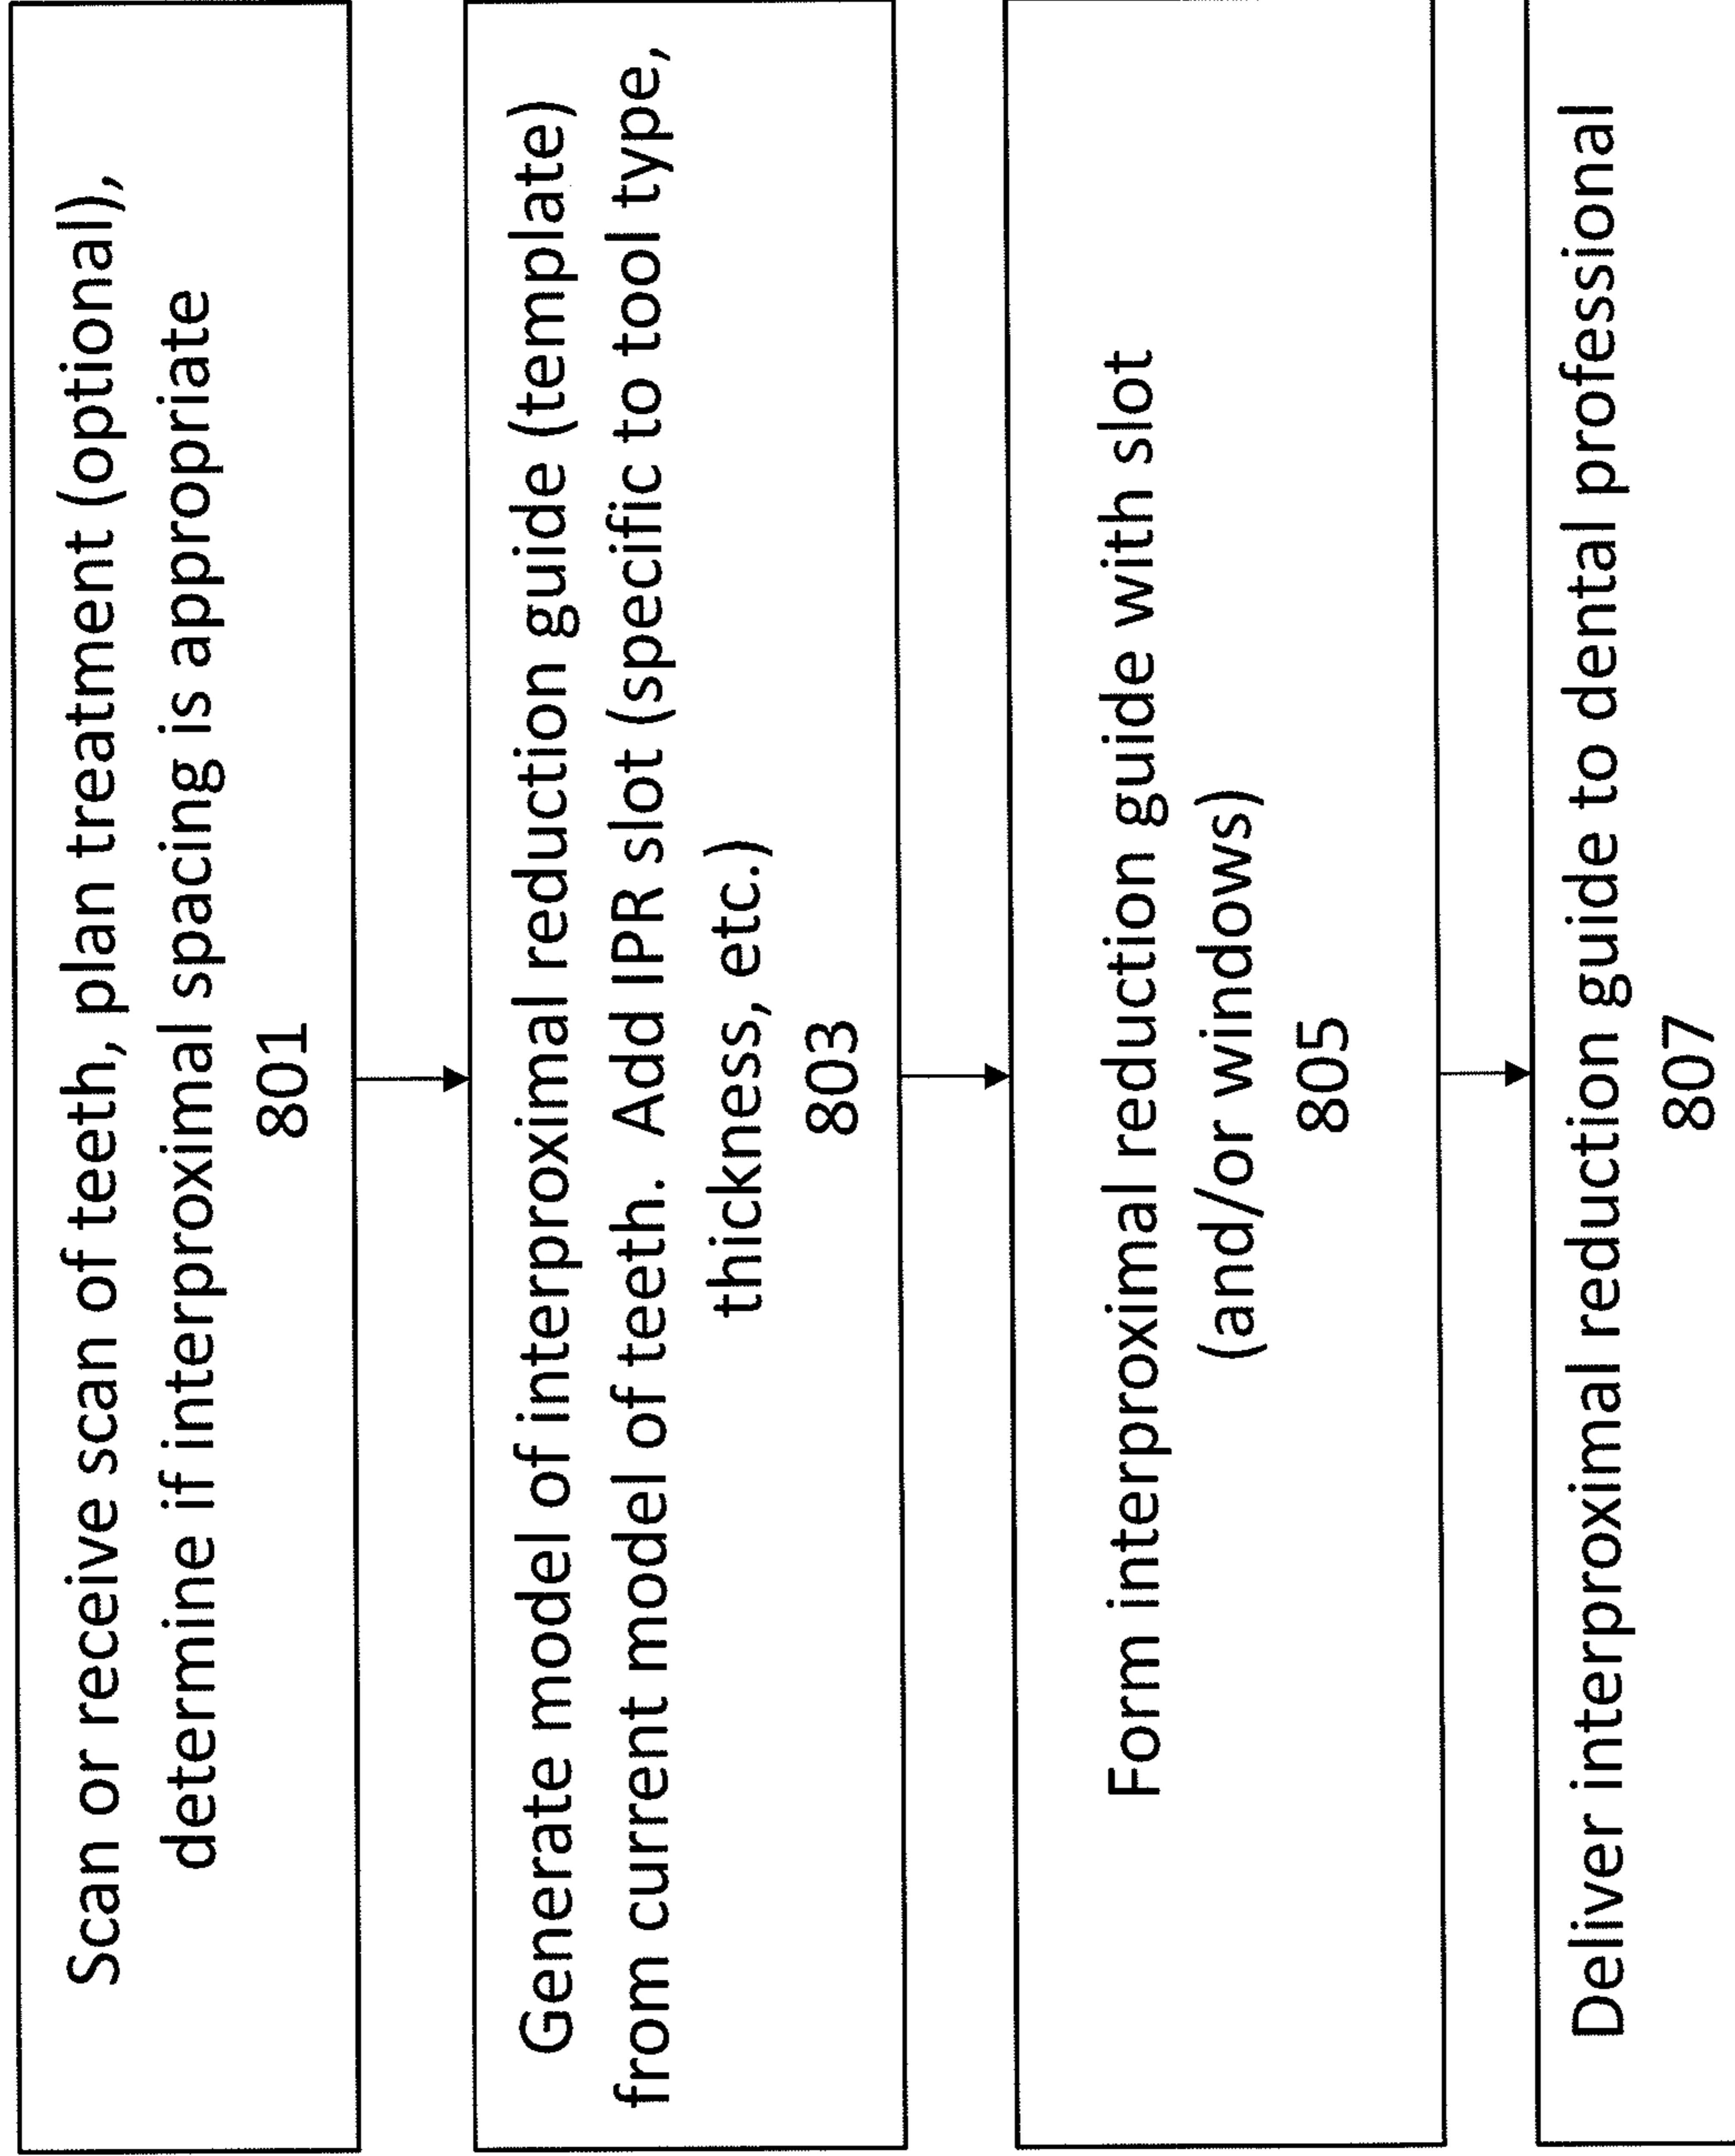 Scan or receive scan of teeth, plan treatment (optional),
determine if interproximal spacing is appropriate
801
Generate model of interproximal reduction guide (template)
from current model of teeth. Add IPR slot (specific to tool type,
thickness, etc.)
803
Form interproximal reduction guide with slot
(and/or windows)
805
Deliver interproximal reduction guide to dental professional
807